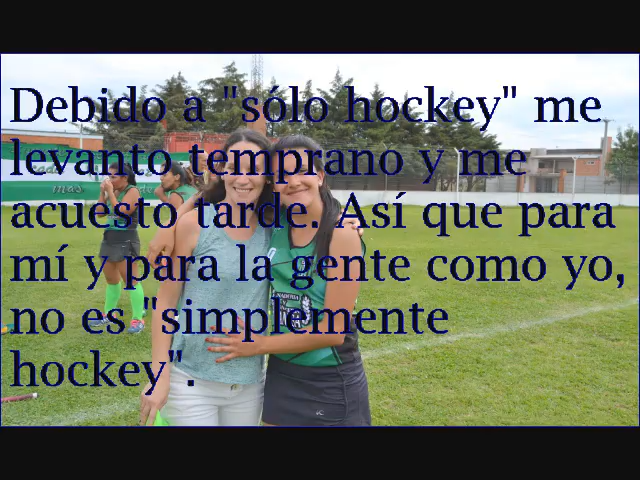 Debido a "sólo hockey" me
levanto temprano y me
acuesto tarde. Así que para
mí y para la gente como yo,
no es "simplemente
hockey".
mas